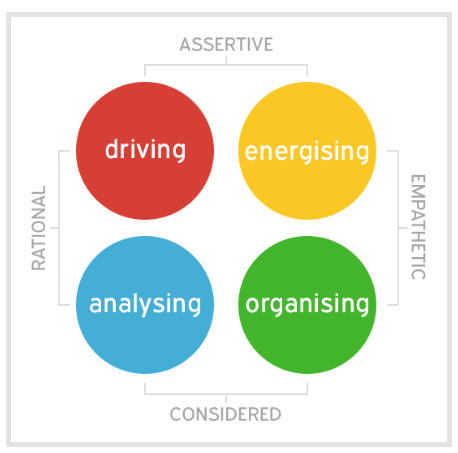 ASSERTIVE
driving
energising
RATIONAL
EMPATHETIC
analysing
organising
CONSIDERED